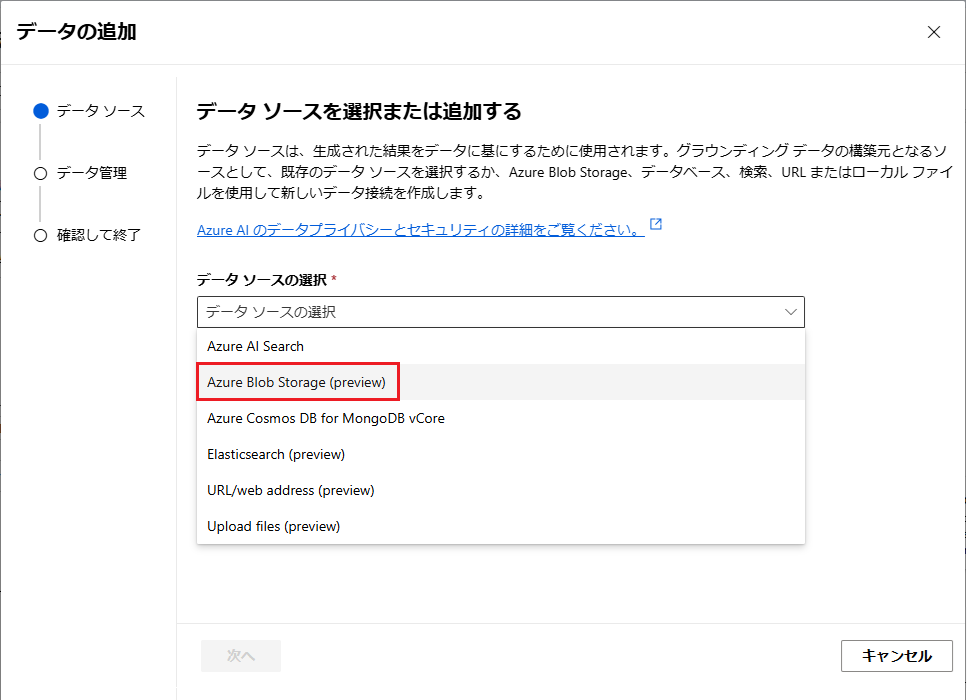 データの追加
データ ソース
データ管理
確認して終了
データ ソースを選択または追加する
データ ソースは、生成された結果をデータに基にするために使用されます。グラウンディング データの構築元となるソ
ースとして、既存のデータ ソースを選択するか、Azure Blob Storage、データベース、検索、URL またはローカル ファイ
ルを使用して新しいデータ接続を作成します。
Azure AI のデータプライバシーとセキュリティの詳細をご覧ください。
データ ソースの選択 *
データ ソースの選択
Azure AI Search
Azure Blob Storage (preview)
Azure Cosmos DB for MongoDB vCore
Elasticsearch (preview)
URL/web address (preview)
Upload files (preview)
次へ
キャンセル